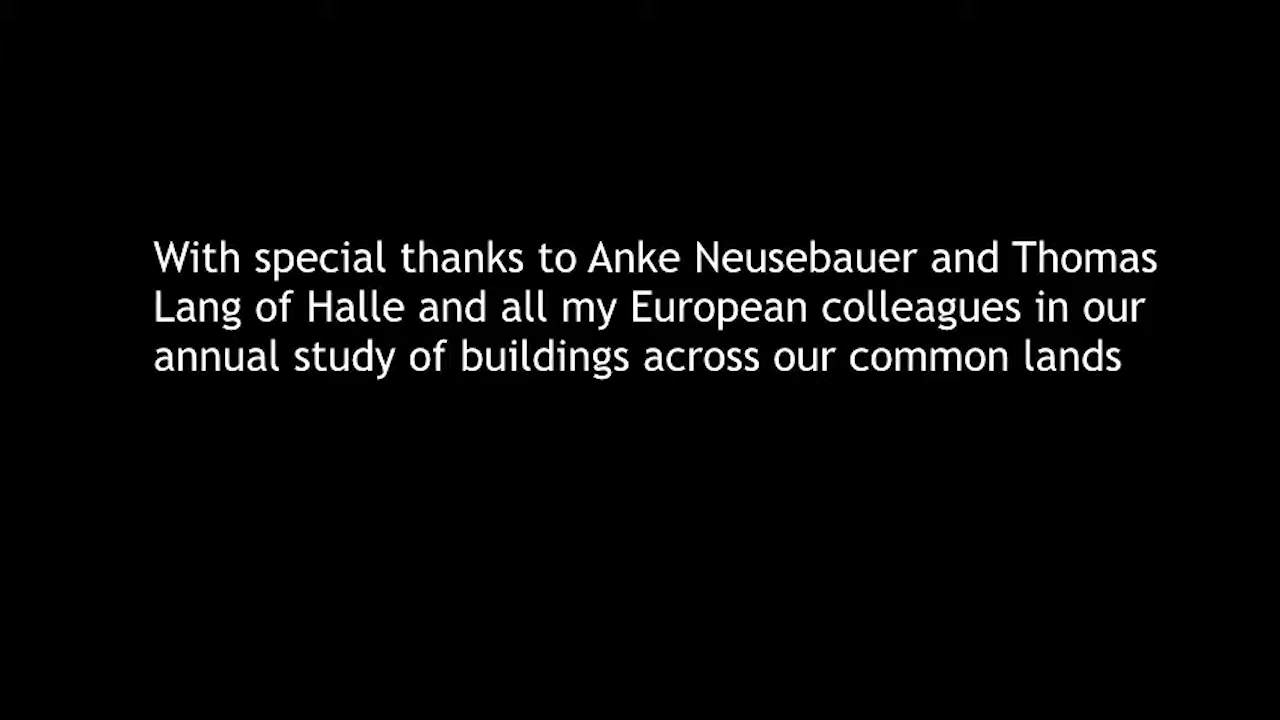 With special thanks to Anke Neusebauer and Thomas
Lang of Halle and all my European colleagues in our
annual study of buildings across our common lands